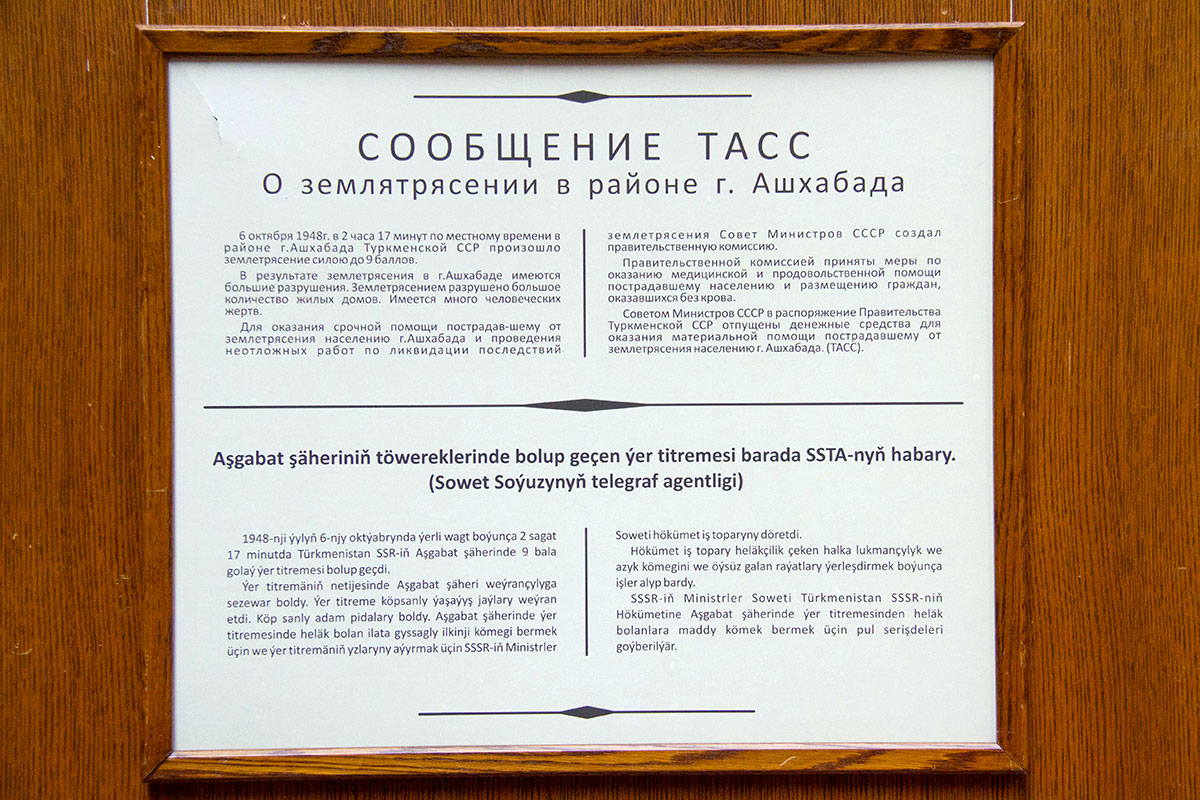 СООБЩЕНИЕ ТАСС
О землятрясении в районе г. Ашхабада
6 октября 1948г. в 2 часа 17 минут по местному времени в
районе г.Ашхабада Туркменской ССР произошло
землетрясение силою до 9 баллов.
В результате землетрясения в г.Ашхабаде имеются
большие разрушения. Землетрясением разрушено большое
количество жилых домов. Имеется много человеческих
жертв.
Для оказания срочной помощи пострадав-шему от
землетрясения населению г.Ашхабада и проведения
неотложных работ по ликвидации последствий
землетрясения Совет Министров СССР создал
правительственную комиссию.
Правительственной комиссией приняты меры по
оказанию медицинской и продовольственной помощи
пострадавшему населению и размещению граждан,
оказавшихся без крова.
Советом Министров СССР в распоряжение Правительства
Туркменской ССР отпущены денежные средства для
оказания материальной помощи пострадавшему от
землетрясения населению г. Ашхабада. (ТАСС).
Aşgabat şäheriniň töwereklerinde bolup geçen ýer titremesi barada SSTA-nyň habary.
(Sowet Soýuzynyň telegraf agentligi)
1948-nji ýylyň 6-njy oktýabrynda ýerli wagt boýunça 2 sagat
17 minutda Türkmenistan SSR-iň Aşgabat şäherinde 9 bala
golaý ýer titremesi bolup geçdi.
Ýer titremäniň netijesinde Aşgabat şäheri weýrançylyga
sezewar boldy. Ýer titreme köpsanly ýaşaýyş jaýlary weýran
etdi. Köp sanly adam pidalary boldy. Aşgabat şäherinde ýer
titremesinde heläk bolan ilata gyssagly ilkinji kömegi bermek
üçin we ýer titremäniň yzlaryny aýyrmak üçin SSSR-iň Ministrler
Soweti hökümet iş toparyny döretdi.
Hökümet iş topary heläkçilik çeken halka lukmançylyk we
azyk kömegini we öýsüz galan raýatlary ýerleşdirmek boýunça
işler alyp bardy.
SSSR-iň Ministrler Soweti Türkmenistan SSSR-niň
Hökümetine Aşgabat şäherinde ýer titremesinden heläk
bolanlara maddy kömek bermek üçin pul serişdeleri
goýberilýär.